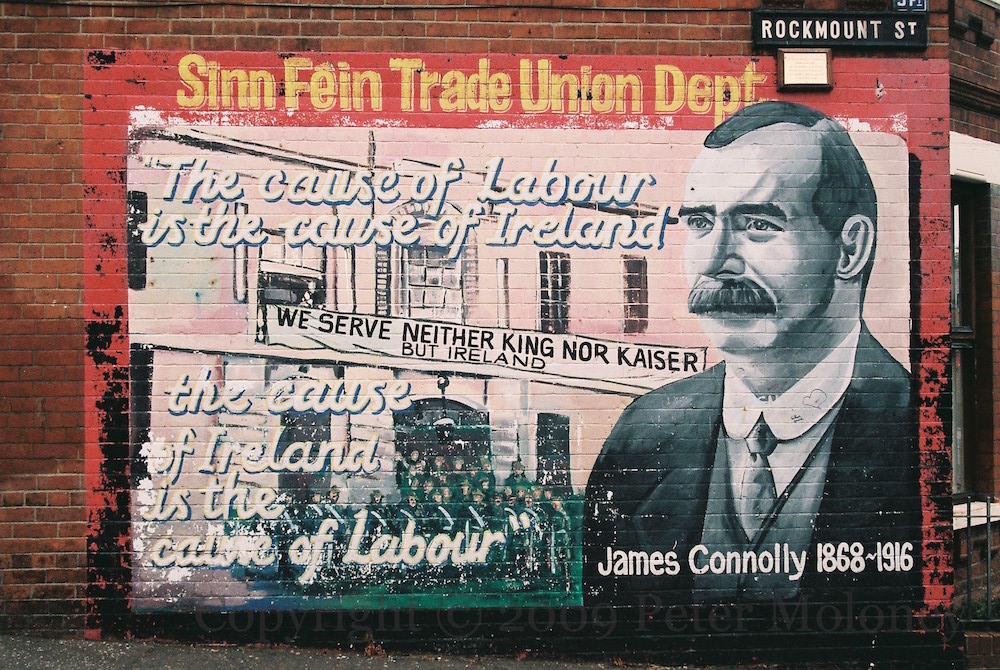 ROCKMOUNT ST
Sinn Féin Trade Union Dept
"The cause of Labour
is the cause of Ireland
WE SERVE NEITHER KING NOR KAISER
BUT IRELAND
the cause
of Ireland
is the
cause of Labour"
James Connolly 1868~1916
Copyright © 2009 Peter Moloney